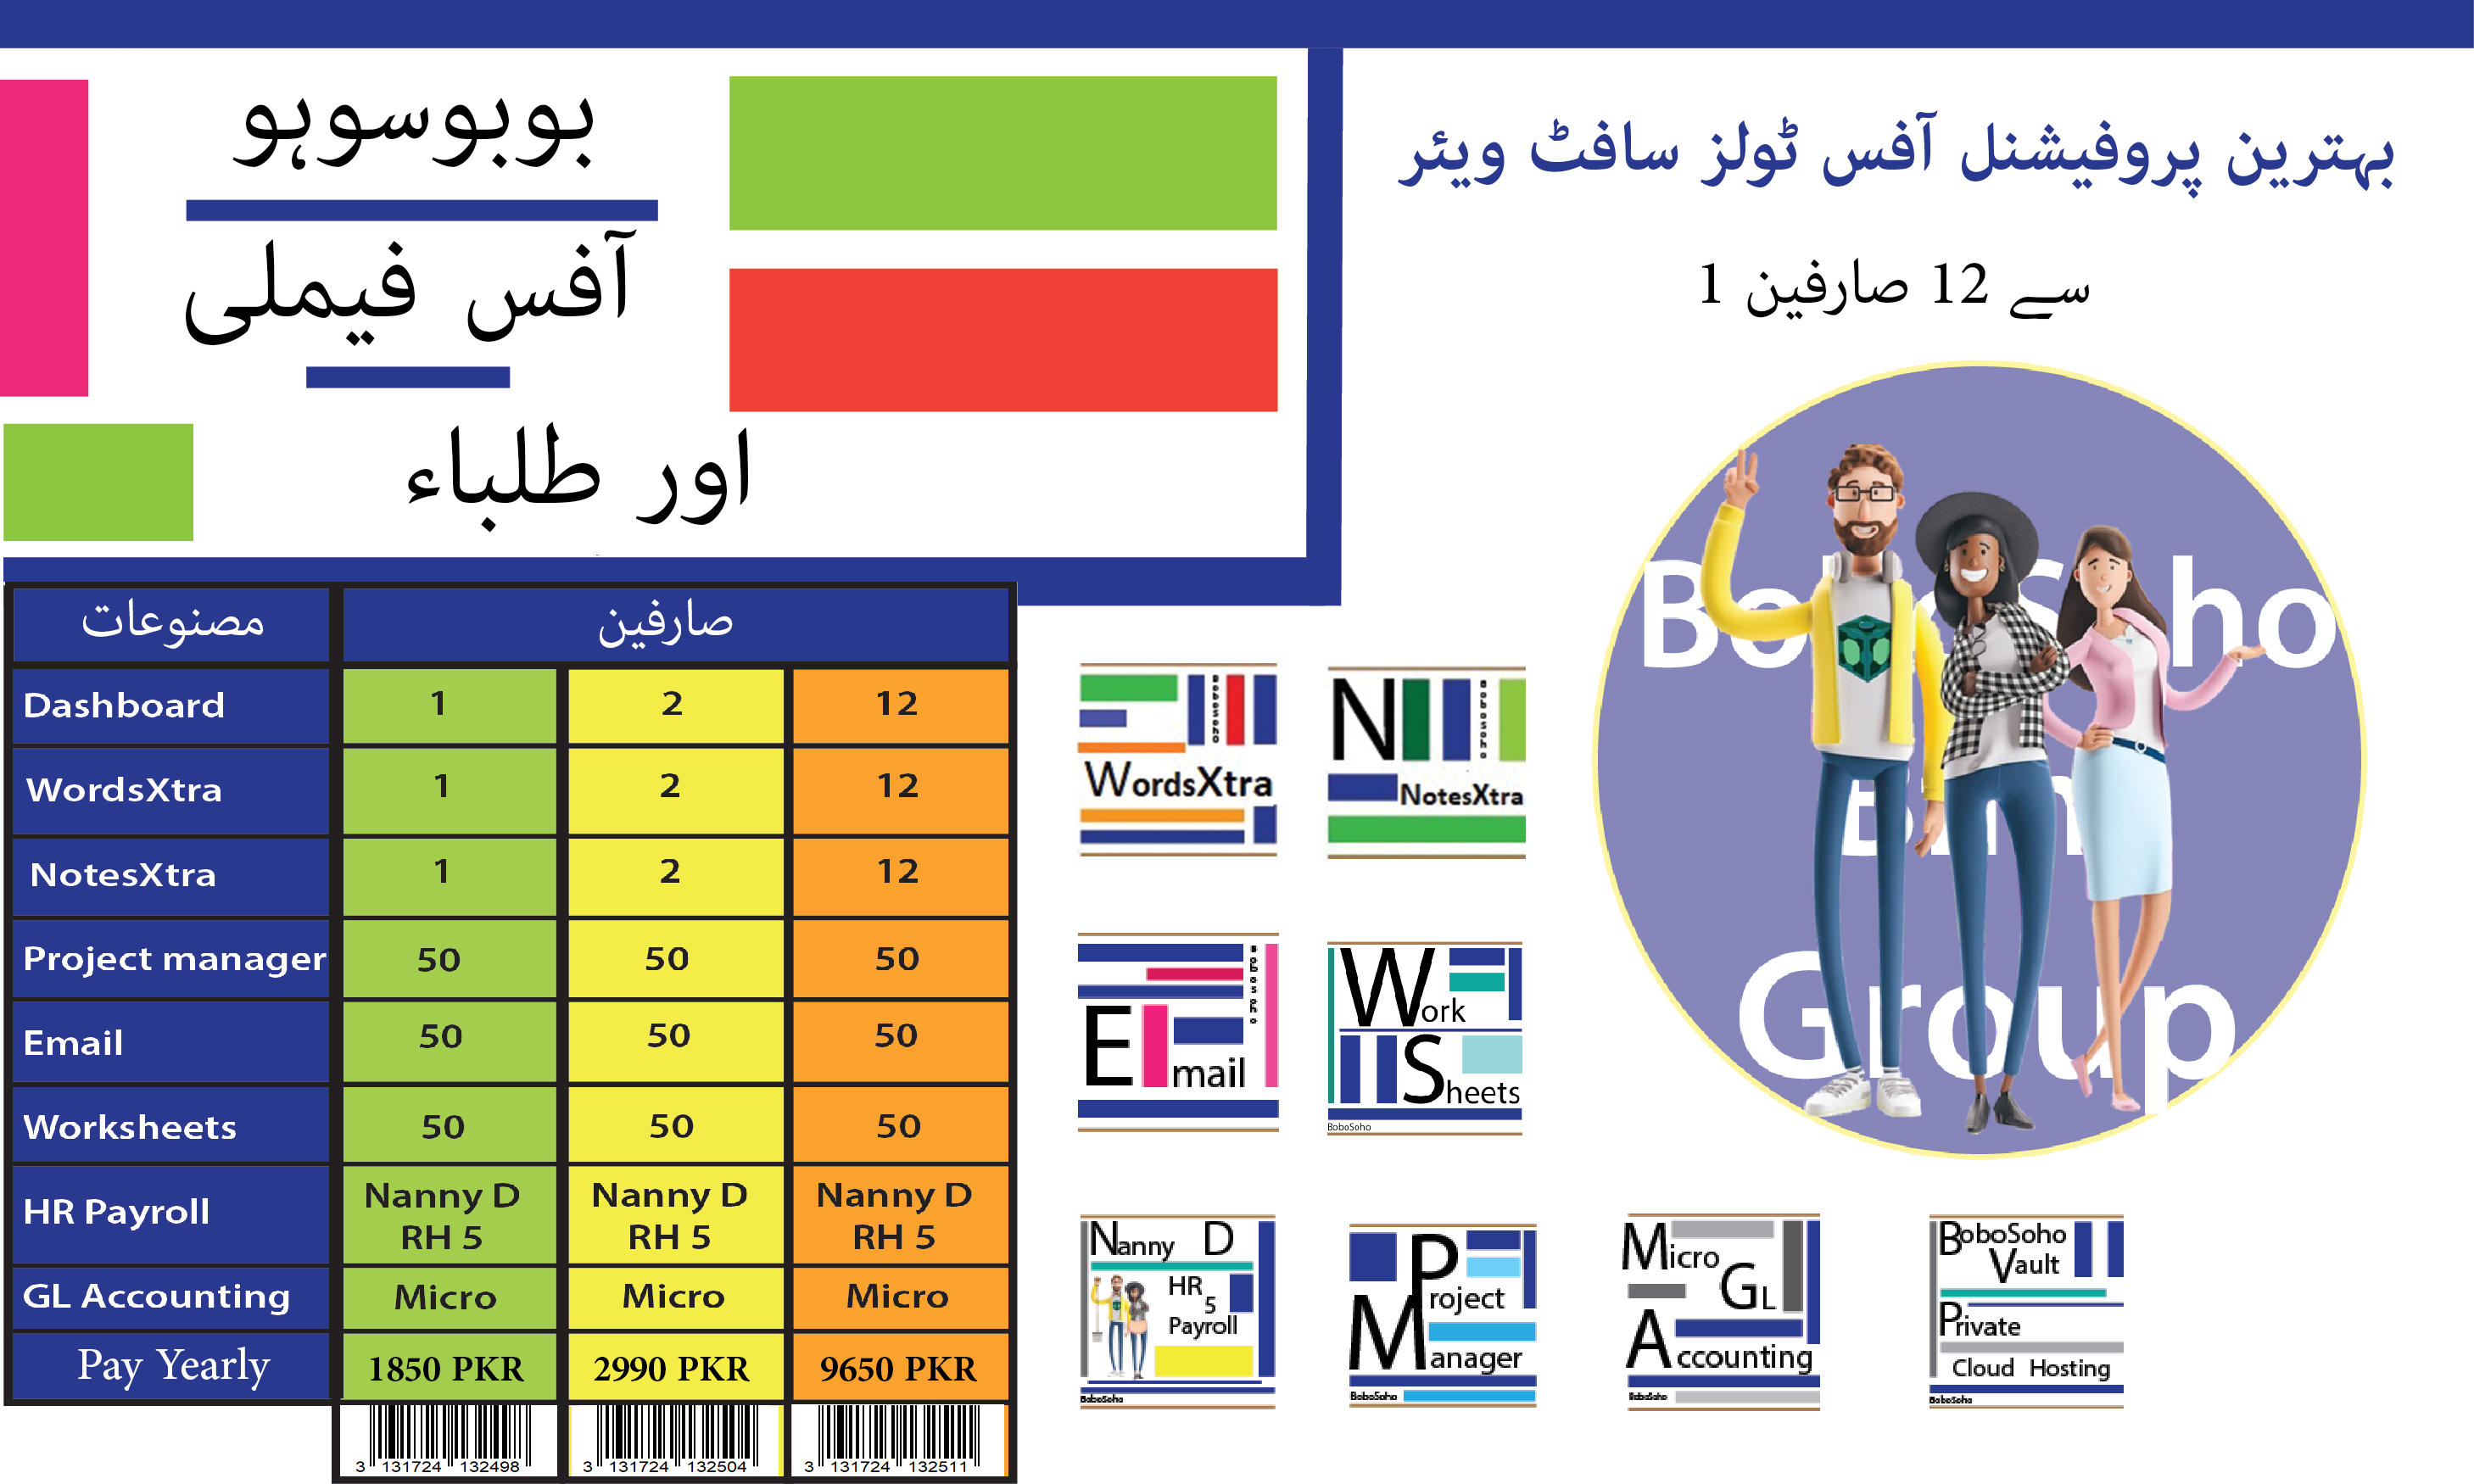 بوبوسوہو
آفس فیملی
اور طلباء
بہترین پروفیشنل آفس ٹولز سافٹ ویئر
سے 12 صارفین 1
مصنوعات صارفین
Dashboard 1 2 12
WordsXtra 1 2 12
NotesXtra 1 2 12
Project manager 50 50 50
Email 50 50 50
Worksheets 50 50 50
HR Payroll Nanny D RH 5 Nanny D RH 5 Nanny D RH 5
GL Accounting Micro Micro Micro
Pay Yearly 1850 PKR 2990 PKR 9650 PKR
3 131724 132498
3 131724 132504
3 131724 132511
BoboSoho
WordsXtra
N
BoboSoho
NotesXtra
BoboSoho
Email
Work
Sheets
BoboSoho
Nanny D
HR
5
Payroll
BoboSoho
Project
Manager
BoboSoho
Micro
GL
Accounting
BoboSoho
BoboSoho
Vault
Private
Cloud Hosting
BoboSoho
Group